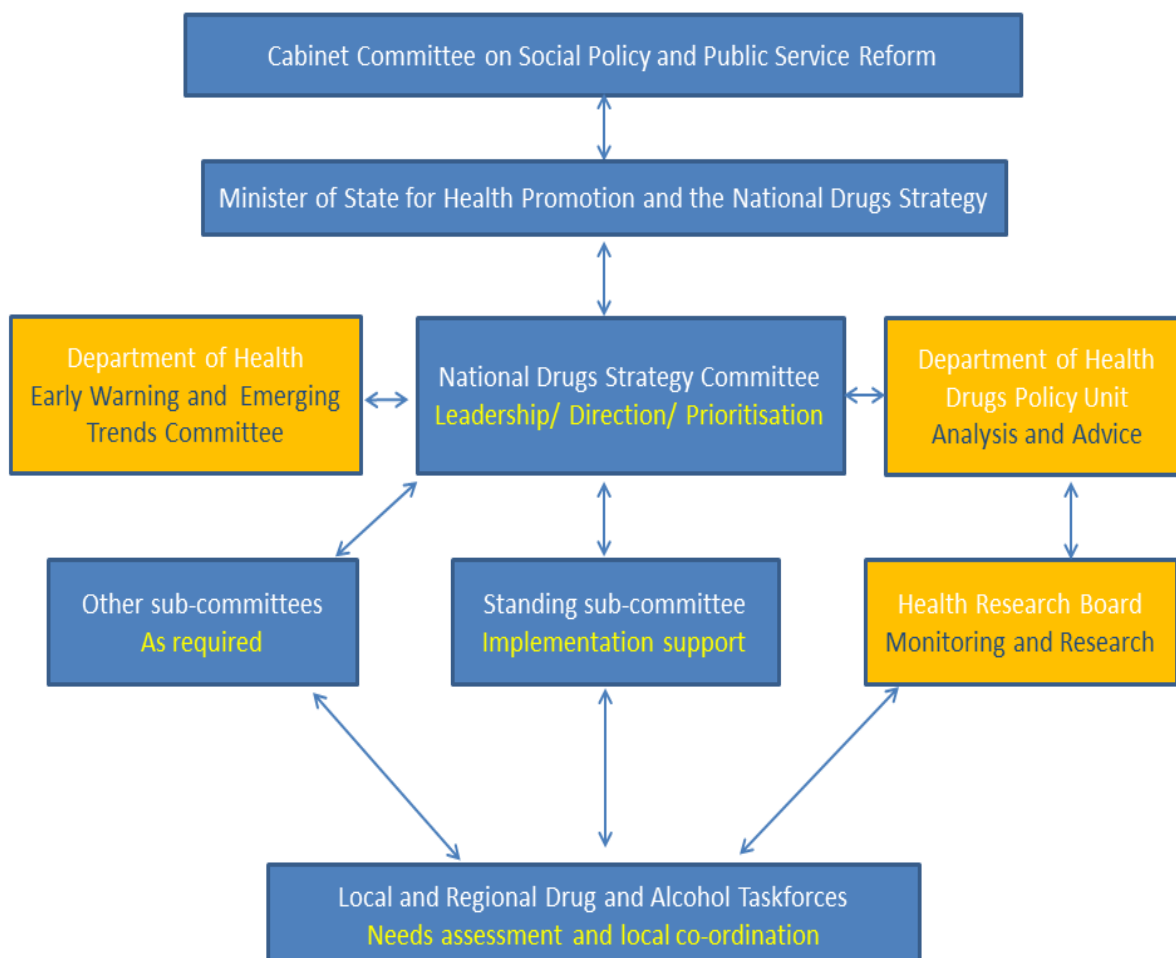 Cabinet Committee on Social Policy and Public Service Reform
Minister of State for Health Promotion and the National Drugs Strategy
Department of Health
Early Warning and Emerging
Trends Committee
National Drugs Strategy Committee
Leadership/ Direction/ Prioritisation
Department of Health
Drugs Policy Unit
Analysis and Advice
Other sub-committees
As required
Standing sub-committee
Implementation support
Health Research Board
Monitoring and Research
Local and Regional Drug and Alcohol Taskforces
Needs assessment and local co-ordination